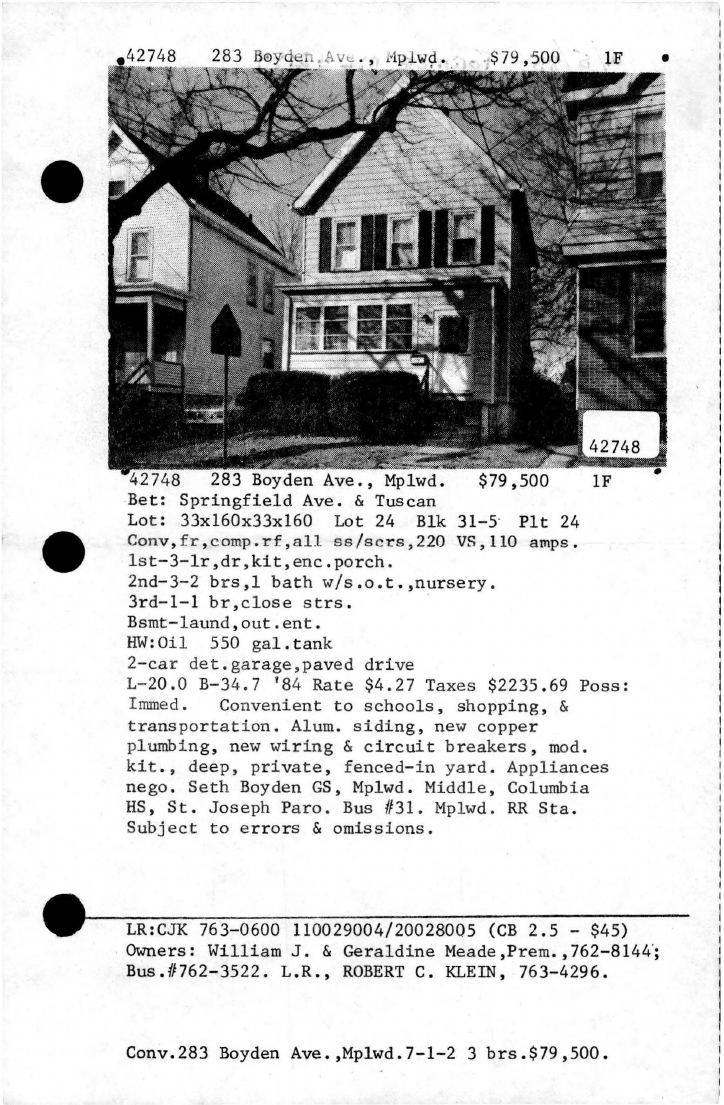 42748 283 Boyden Ave., Mplwd. $79,500 1F
42748
42748 283 Boyden Ave., Mplwd. $79,500 1F
Bet: Springfield Ave. & Tuscan
Lot: 33x160x33x160 Lot 24 Blk 31-5 Plt 24
Conv,fr,comp.rf,all ss/scrs,220 VS,110 amps.
1st-3-lr,dr,kit,enc.porch.
2nd-3-2 brs,1 bath w/s.o.t.,nursery.
3rd-1-1 br,close strs.
Bsmt-laund,out.ent.
HW:Oil 550 gal.tank
2-car det.garage,paved drive
L-20.0 B-34.7 '84 Rate $4.27 Taxes $2235.69 Poss:
Immed. Convenient to schools, shopping, &
transportation. Alum. siding, new copper
plumbing, new wiring & circuit breakers, mod.
kit., deep, private, fenced-in yard. Appliances
nego. Seth Boyden GS, Mplwd. Middle, Columbia
HS, St. Joseph Paro. Bus #31. Mplwd. RR Sta.
Subject to errors & omissions.
LR:CJK 763-0600 110029004/20028005 (CB 2.5 - $45)
Owners: William J. & Geraldine Meade,Prem.,762-8144;
Bus.#762-3522. L.R., ROBERT C. KLEIN, 763-4296.
Conv.283 Boyden Ave.,Mplwd.7-1-2 3 brs.$79,500.